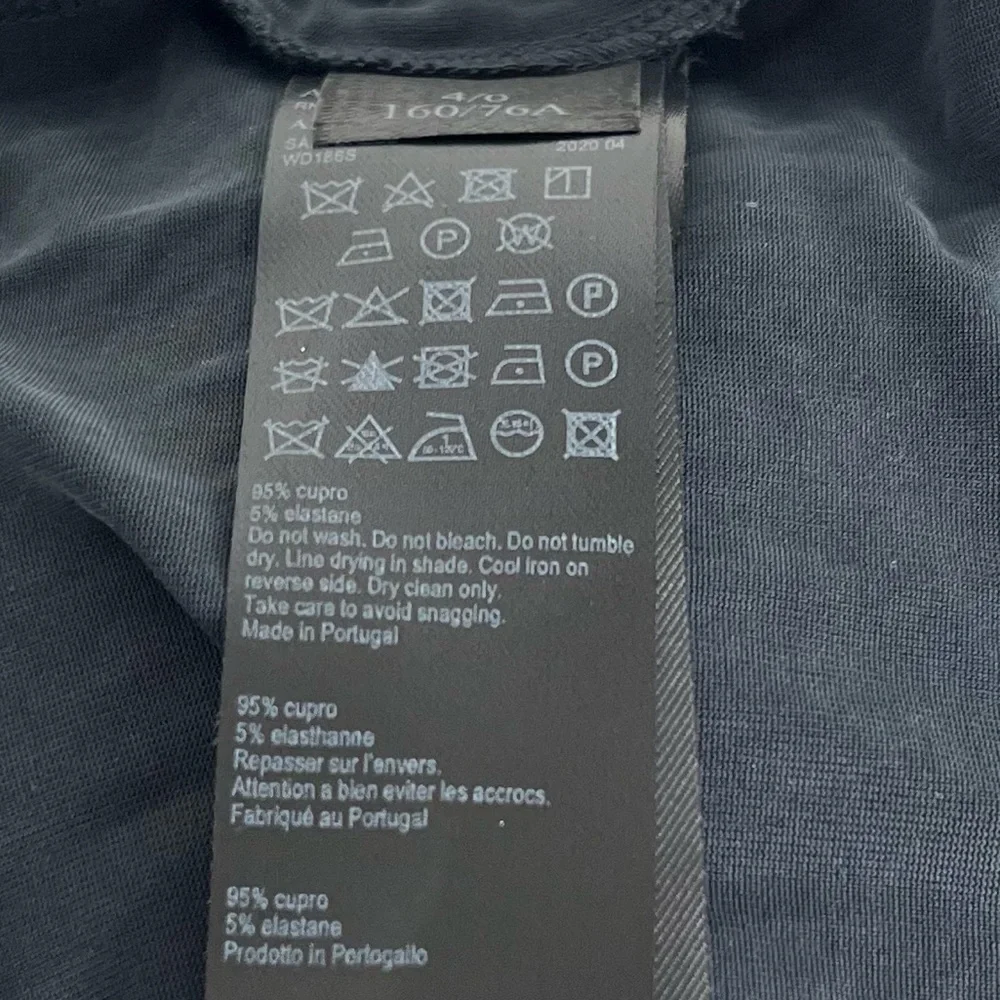 4/0
160/76A
SA
WD186S
2020 04
P
W
P
P
95% cupro
5% elastane
Do not wash. Do not bleach. Do not tumble
dry. Line drying in shade. Cool iron on
reverse side. Dry clean only.
Take care to avoid snagging.
Made in Portugal
95% cupro
5% elasthanne
Repasser sur l'envers.
Attention a bien eviter les accrocs.
Fabriqué au Portugal
95% cupro
5% elastane
Prodotto in Portogallo